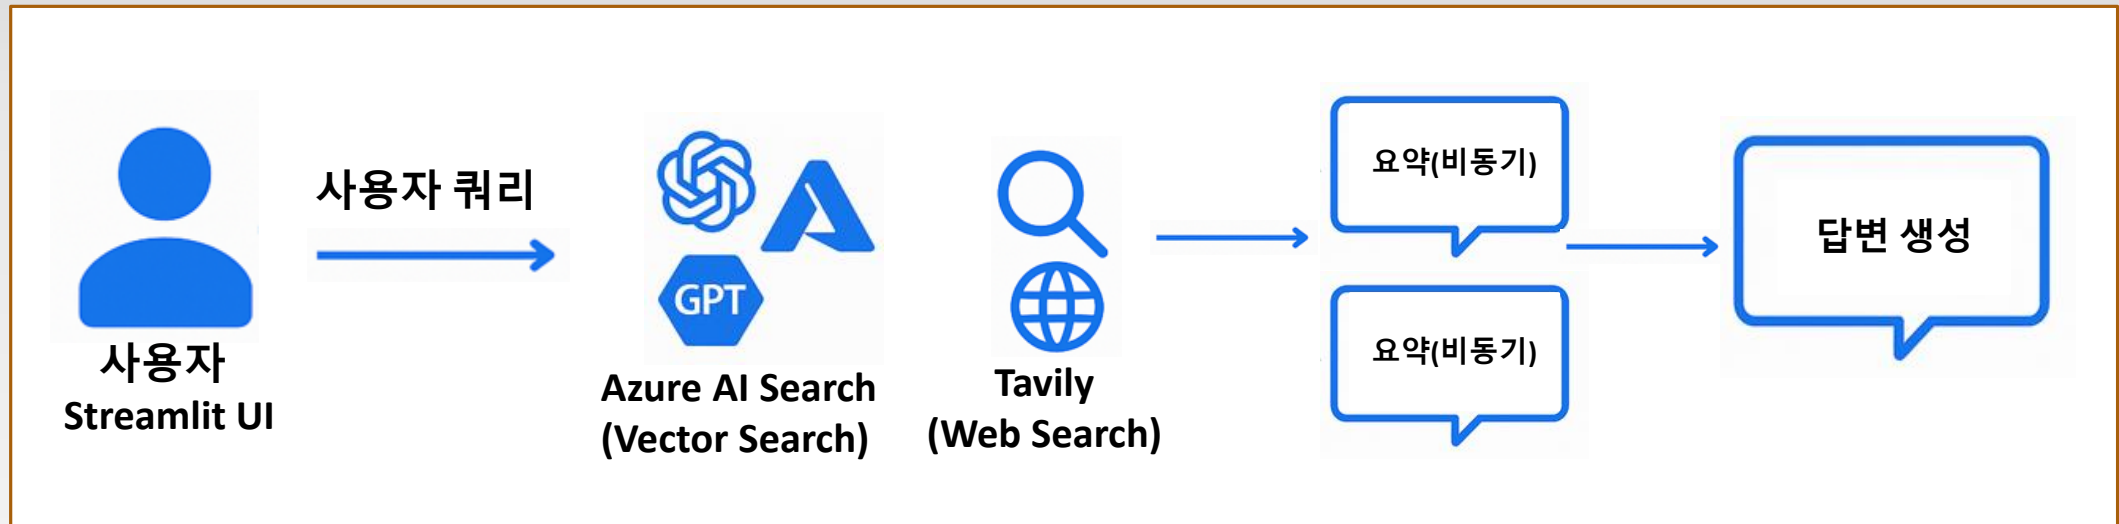 사용자
Streamlit UI
사용자 쿼리
GPT
Azure AI Search
(Vector Search)
Tavily
(Web Search)
요약(비동기)
요약(비동기)
답변 생성